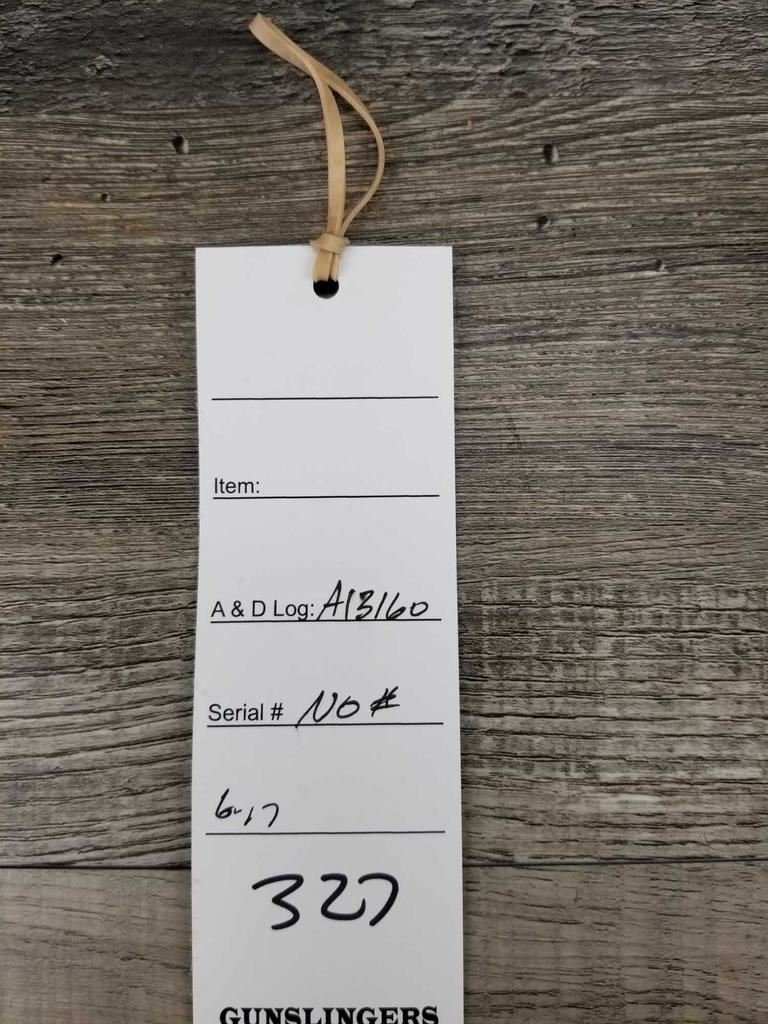 Item:
A & D Log: A13160
Serial # NO #
6-17
327
GUNSLINGERS